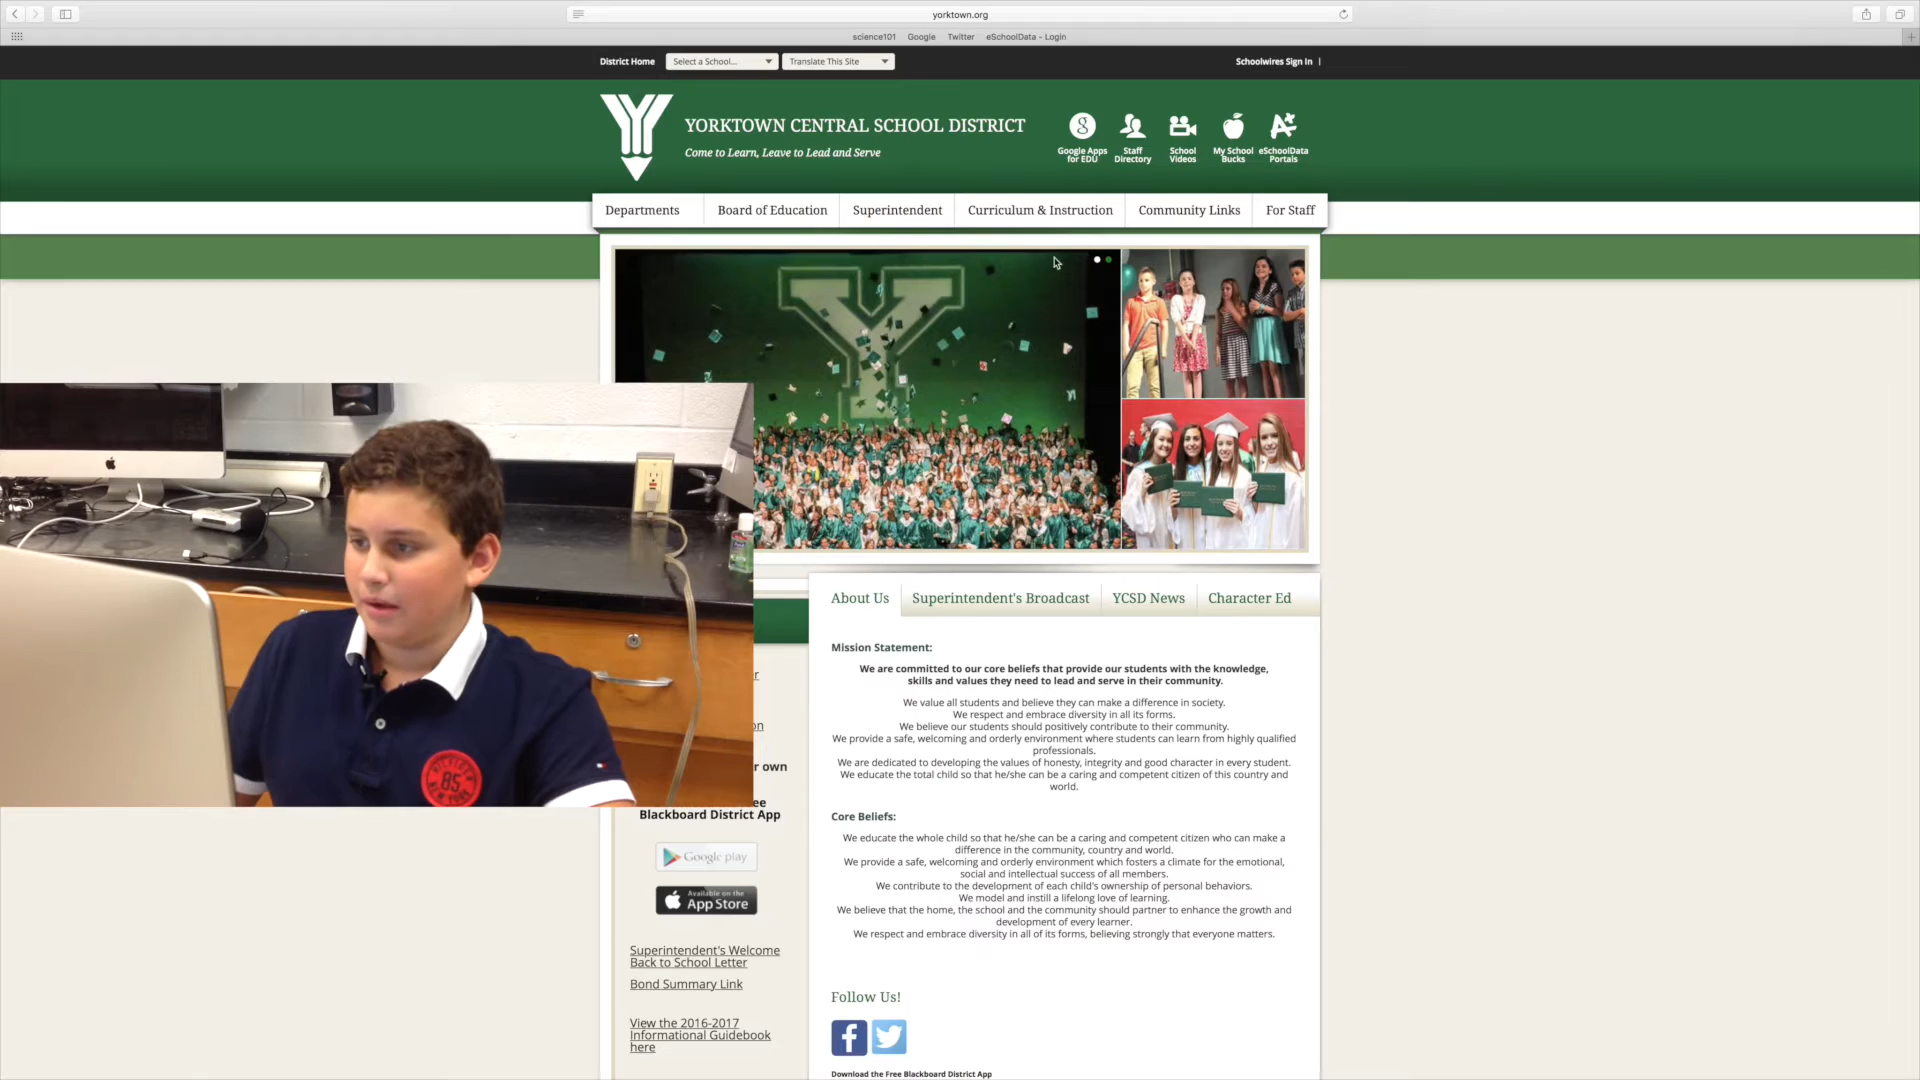 yorktown.org
science101 Google Twitter eSchoolData - Login
District Home Select a School... Translate This Site Schoolwires Sign In
YORKTOWN CENTRAL SCHOOL DISTRICT
Come to Learn, Leave to Lead and Serve
Google Apps for EDU
Staff Directory
School Videos
My School Bucks
eSchoolData Portals
Departments Board of Education Superintendent Curriculum & Instruction Community Links For Staff
Y
85
r
on
r own
ee
Blackboard District App
Google play
Available on the
App Store
Superintendent's Welcome
Back to School Letter
Bond Summary Link
View the 2016-2017
Informational Guidebook
here
About Us Superintendent's Broadcast YCSD News Character Ed
Mission Statement:
We are committed to our core beliefs that provide our students with the knowledge,
skills and values they need to lead and serve in their community.
We value all students and believe they can make a difference in society.
We respect and embrace diversity in all its forms.
We believe our students should positively contribute to their community.
We provide a safe, welcoming and orderly environment where students can learn from highly qualified
professionals.
We are dedicated to developing the values of honesty, integrity and good character in every student.
We educate the total child so that he/she can be a caring and competent citizen of this country and
world.
Core Beliefs:
We educate the whole child so that he/she can be a caring and competent citizen who can make a
difference in the community, country and world.
We provide a safe, welcoming and orderly environment which fosters a climate for the emotional,
social and intellectual success of all members.
We contribute to the development of each child's ownership of personal behaviors.
We model and instill a lifelong love of learning.
We believe that the home, the school and the community should partner to enhance the growth and
development of every learner.
We respect and embrace diversity in all of its forms, believing strongly that everyone matters.
Follow Us!
Download the Free Blackboard District App